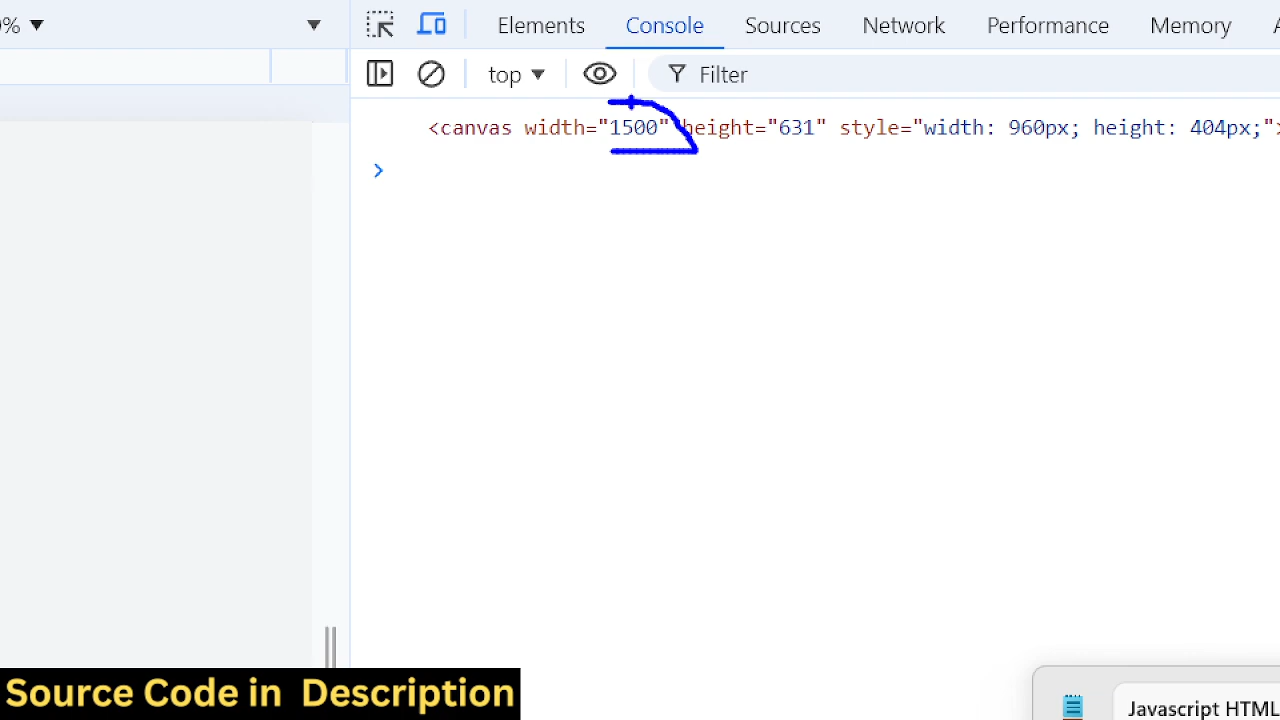 % Elements Console Sources Network Performance Memory
top Filter
<canvas width="1500" height="631" style="width: 960px; height: 404px;">
>
Source Code in Description
Javascript HTML